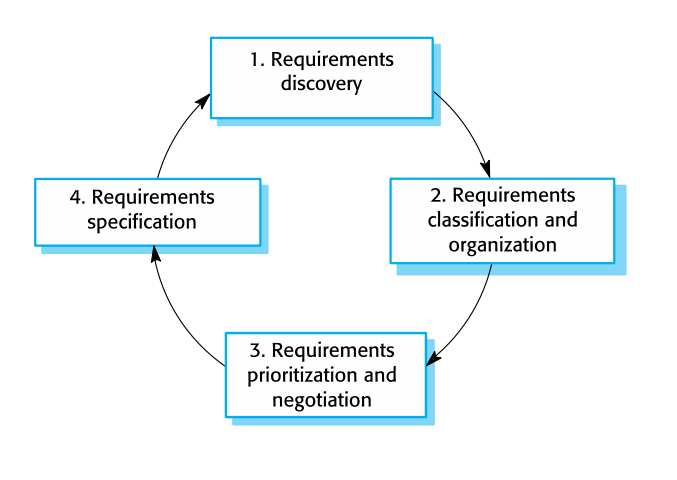 1. Requirements
discovery
2. Requirements
classification and
organization
3. Requirements
prioritization and
negotiation
4. Requirements
specification